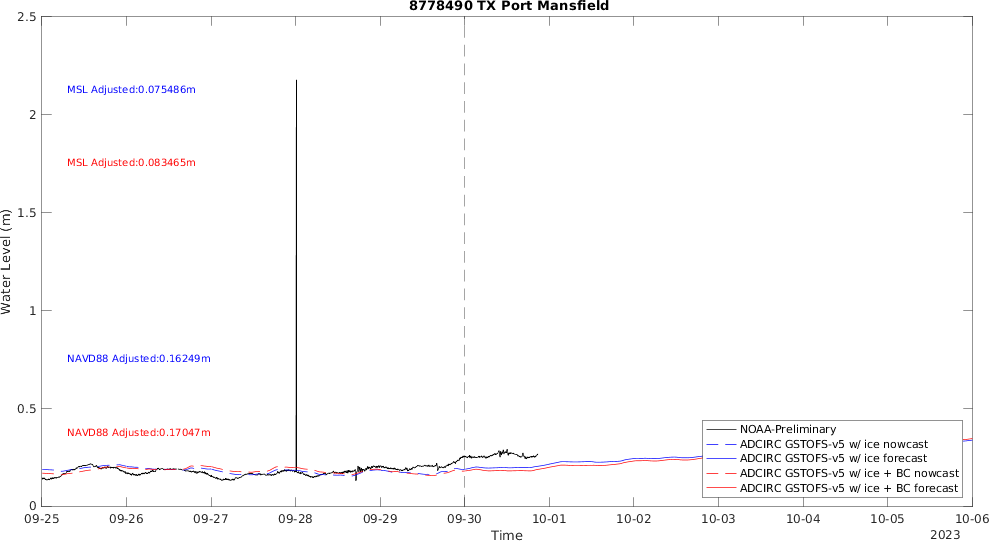 8778490 TX Port Mansfield
Water Level (m)
2.5
2
1.5
1
0.5
0
MSL Adjusted:0.075486m
MSL Adjusted:0.083465m
NAVD88 Adjusted:0.16249m
NAVD88 Adjusted:0.17047m
NOAA-Preliminary
ADCIRC GSTOFS-v5 w/ ice nowcast
ADCIRC GSTOFS-v5 w/ ice forecast
ADCIRC GSTOFS-v5 w/ ice + BC nowcast
ADCIRC GSTOFS-v5 w/ ice + BC forecast
09-25 09-26 09-27 09-28 09-29 09-30 10-01 10-02 10-03 10-04 10-05 10-06
Time
2023